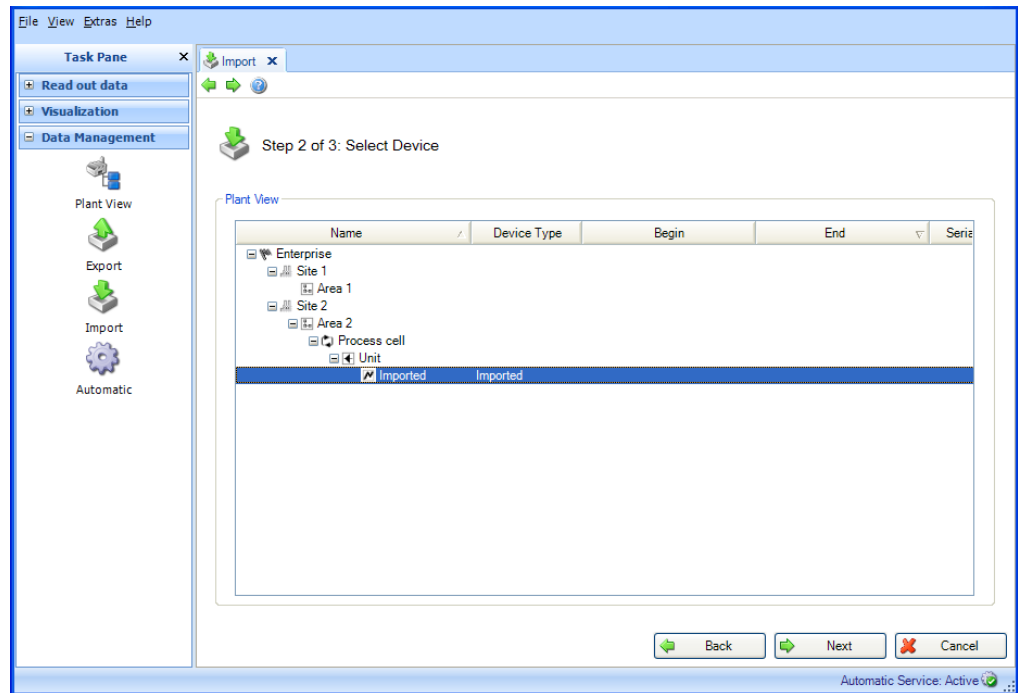 File View Extras Help
Task Pane
Import
Read out data
Visualization
Data Management
Plant View
Export
Import
Automatic
Step 2 of 3: Select Device
Plant View
Name Device Type Begin End Seria
Enterprise
Site 1
Area 1
Site 2
Area 2
Process cell
Unit
Imported Imported
Back Next Cancel
Automatic Service: Active